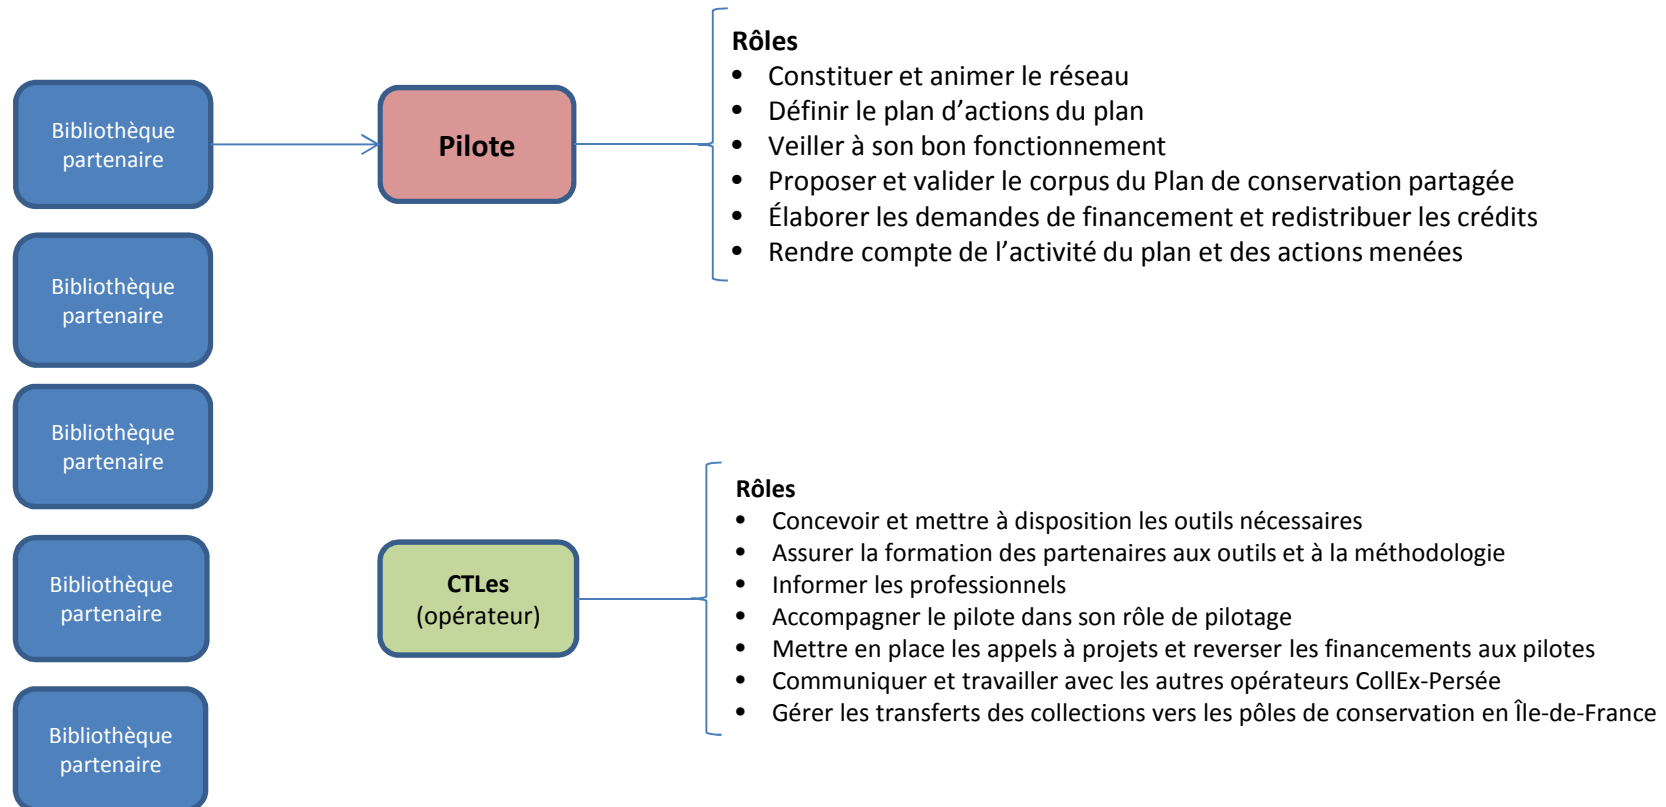 Bibliothèque
partenaire
Pilote
Rôles
• Constituer et animer le réseau
• Définir le plan d’actions du plan
• Veiller à son bon fonctionnement
• Proposer et valider le corpus du Plan de conservation partagée
• Élaborer les demandes de financement et redistribuer les crédits
• Rendre compte de l’activité du plan et des actions menées
Bibliothèque
partenaire
Bibliothèque
partenaire
Bibliothèque
partenaire
CTLes
(opérateur)
Rôles
• Concevoir et mettre à disposition les outils nécessaires
• Assurer la formation des partenaires aux outils et à la méthodologie
• Informer les professionnels
• Accompagner le pilote dans son rôle de pilotage
• Mettre en place les appels à projets et reverser les financements aux pilotes
• Communiquer et travailler avec les autres opérateurs CollEx-Persée
• Gérer les transferts des collections vers les pôles de conservation en Île-de-France
Bibliothèque
partenaire